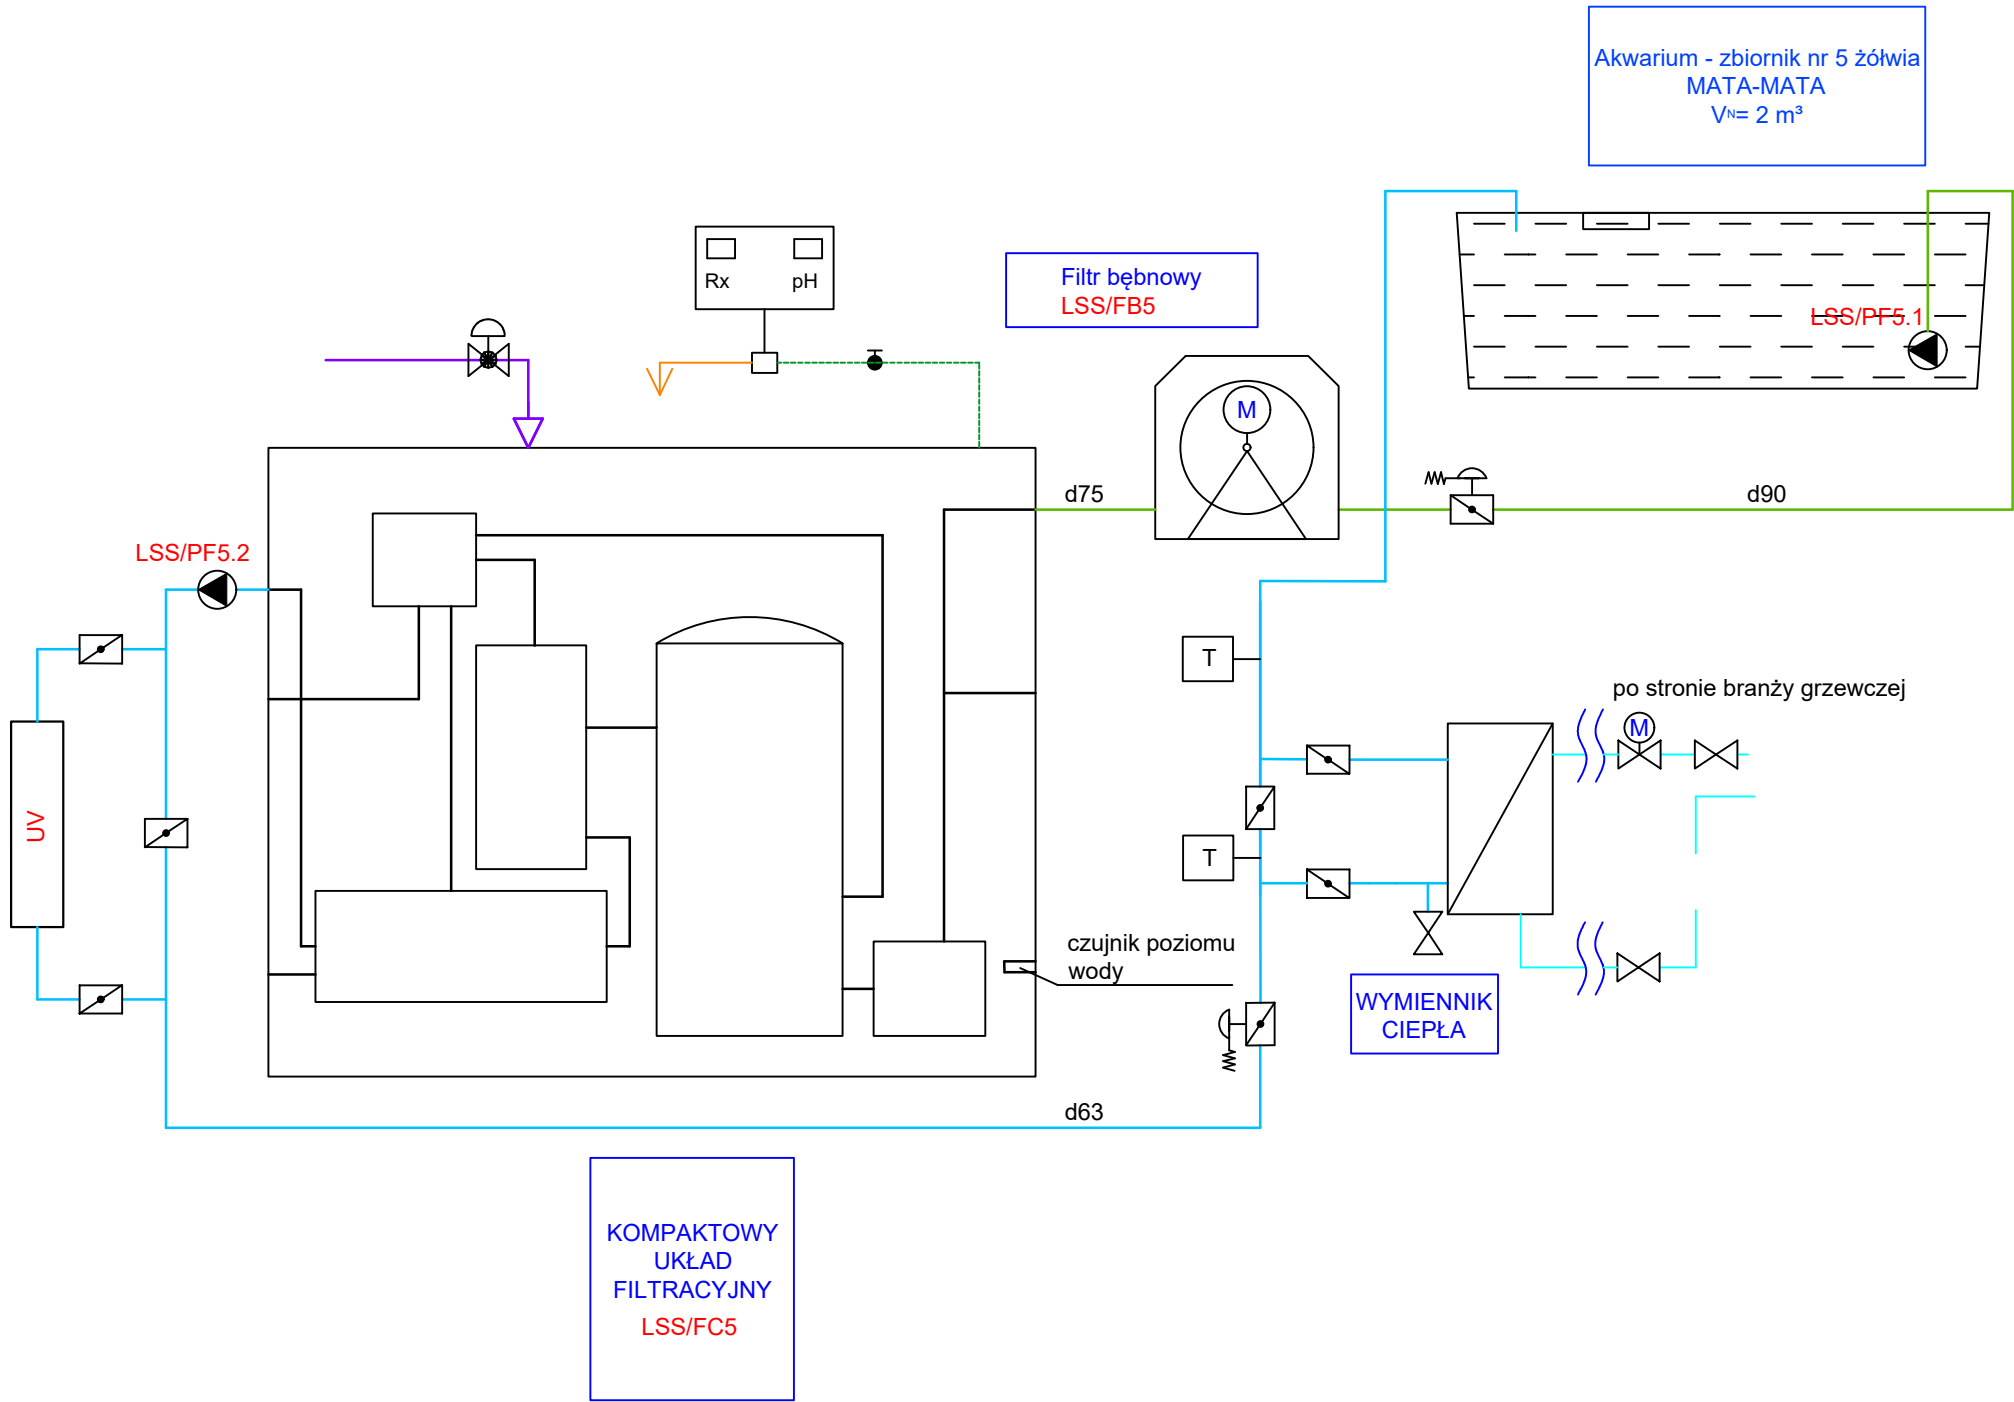 Akwarium - zbiornik nr 5 żółwia
MATA-MATA
Vᴺ= 2 m³
Rx
pH
Filtr bębnowy
LSS/FB5
LSS/PF5.1
M
d75
d90
LSS/PF5.2
T
po stronie branży grzewczej
M
UV
T
czujnik poziomu
wody
WYMIENNIK
CIEPŁA
d63
KOMPAKTOWY
UKŁAD
FILTRACYJNY
LSS/FC5